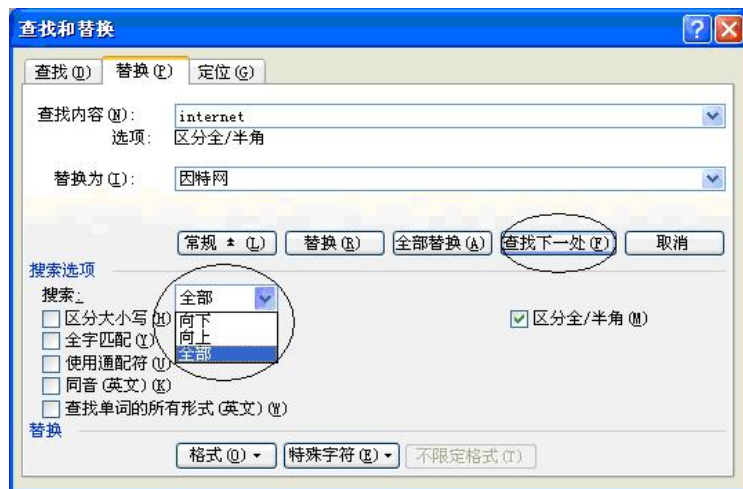 查找和替换
查找(D) 替换(P) 定位(G)
查找内容(N): internet
选项: 区分全/半角
替换为(I): 因特网
常规 (L) 替换(R) 全部替换(A) 查找下一处(F) 取消
搜索选项
搜索: 全部
区分大小写(H) 向下 区分全/半角(M)
全字匹配(Y) 向上
使用通配符(U) 全部
同音(英文)(K)
查找单词的所有形式(英文)(W)
替换
格式(O) 特殊字符(E) 不限定格式(T)